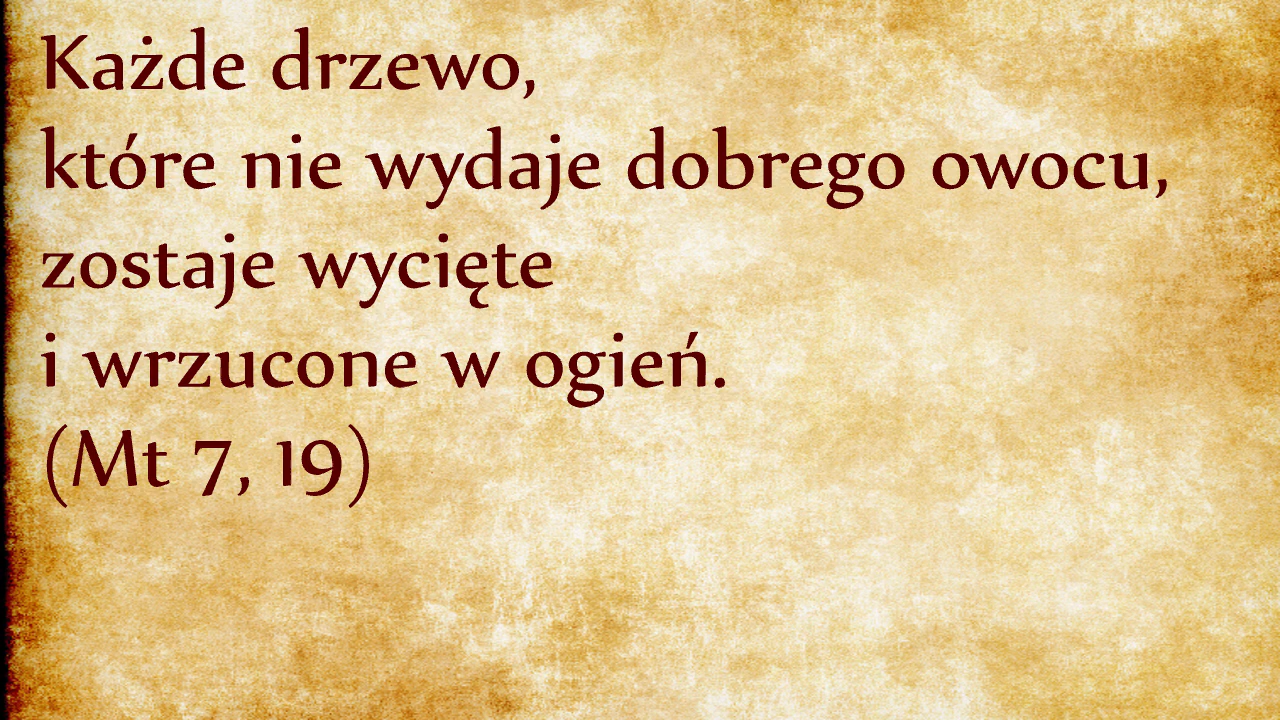 Każde drzewo,
które nie wydaje dobrego owocu,
zostaje wycięte
i wrzucone w ogień.
(Mt 7, 19)